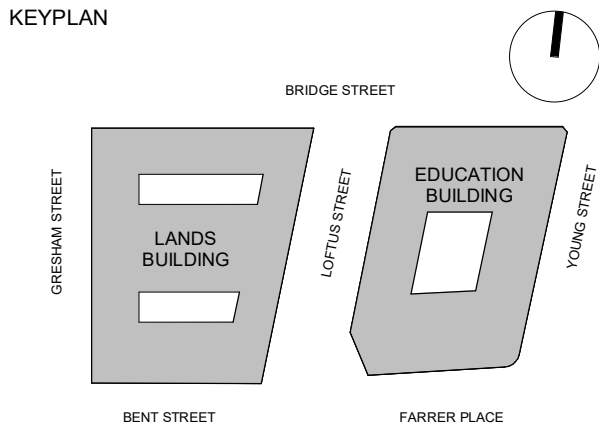 KEYPLAN
BRIDGE STREET
GRESHAM STREET
LANDS
BUILDING
LOFTUS STREET
EDUCATION
BUILDING
YOUNG STREET
BENT STREET
FARRER PLACE